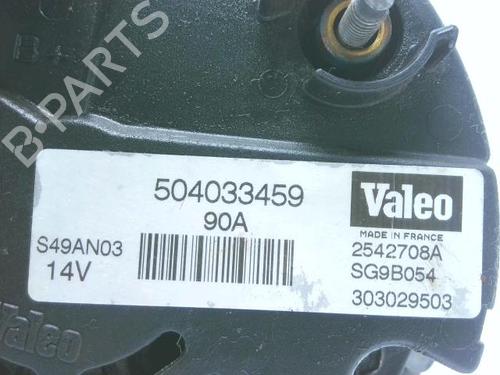 B-PARTS
B+
504033459
90A
S49AN03
14V
Valeo
MADE IN FRANCE
2542708A
SG9B054
303029503
Valeo